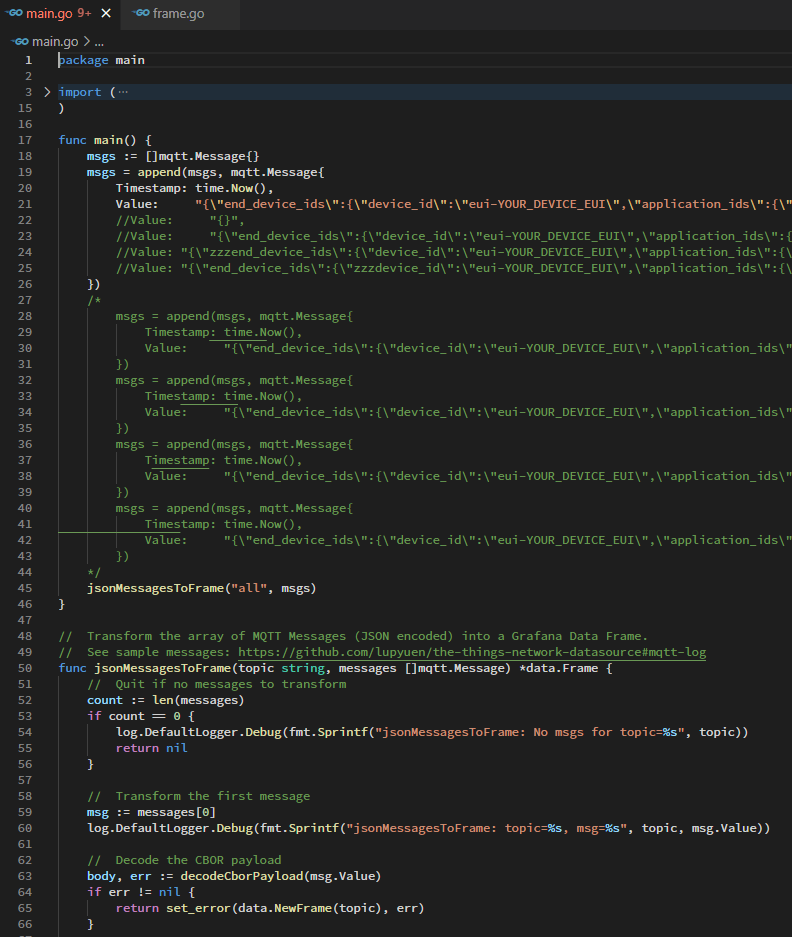 GO main.go 9+ × GO frame.go
GO main.go > ...
1 package main
2
3 > import (⋯
15 )
16
17 func main() {
18 msgs := []mqtt.Message{}
19 msgs = append(msgs, mqtt.Message{
20 Timestamp: time.Now(),
21 Value: "{\"end_device_ids\":{\"device_id\":\"eui-YOUR_DEVICE_EUI\",\"application_ids\":{\"
22 //Value: "{}",
23 //Value: "{\"end_device_ids\":{\"device_id\":\"eui-YOUR_DEVICE_EUI\",\"application_ids\":{
24 //Value: "{\"zzzend_device_ids\":{\"device_id\":\"eui-YOUR_DEVICE_EUI\",\"application_ids\":{\
25 //Value: "{\"end_device_ids\":{\"zzzdevice_id\":\"eui-YOUR_DEVICE_EUI\",\"application_ids\":{\
26 })
27 /*
28 msgs = append(msgs, mqtt.Message{
29 Timestamp: time.Now(),
30 Value: "{\"end_device_ids\":{\"device_id\":\"eui-YOUR_DEVICE_EUI\",\"application_ids\"
31 })
32 msgs = append(msgs, mqtt.Message{
33 Timestamp: time.Now(),
34 Value: "{\"end_device_ids\":{\"device_id\":\"eui-YOUR_DEVICE_EUI\",\"application_ids\"
35 })
36 msgs = append(msgs, mqtt.Message{
37 Timestamp: time.Now(),
38 Value: "{\"end_device_ids\":{\"device_id\":\"eui-YOUR_DEVICE_EUI\",\"application_ids\"
39 })
40 msgs = append(msgs, mqtt.Message{
41 Timestamp: time.Now(),
42 Value: "{\"end_device_ids\":{\"device_id\":\"eui-YOUR_DEVICE_EUI\",\"application_ids\"
43 })
44 */
45 jsonMessagesToFrame("all", msgs)
46 }
47
48 // Transform the array of MQTT Messages (JSON encoded) into a Grafana Data Frame.
49 // See sample messages: https://github.com/lupyuen/the-things-network-datasource#mqtt-log
50 func jsonMessagesToFrame(topic string, messages []mqtt.Message) *data.Frame {
51 // Quit if no messages to transform
52 count := len(messages)
53 if count == 0 {
54 log.DefaultLogger.Debug(fmt.Sprintf("jsonMessagesToFrame: No msgs for topic=%s", topic))
55 return nil
56 }
57
58 // Transform the first message
59 msg := messages[0]
60 log.DefaultLogger.Debug(fmt.Sprintf("jsonMessagesToFrame: topic=%s, msg=%s", topic, msg.Value))
61
62 // Decode the CBOR payload
63 body, err := decodeCborPayload(msg.Value)
64 if err != nil {
65 return set_error(data.NewFrame(topic), err)
66 }